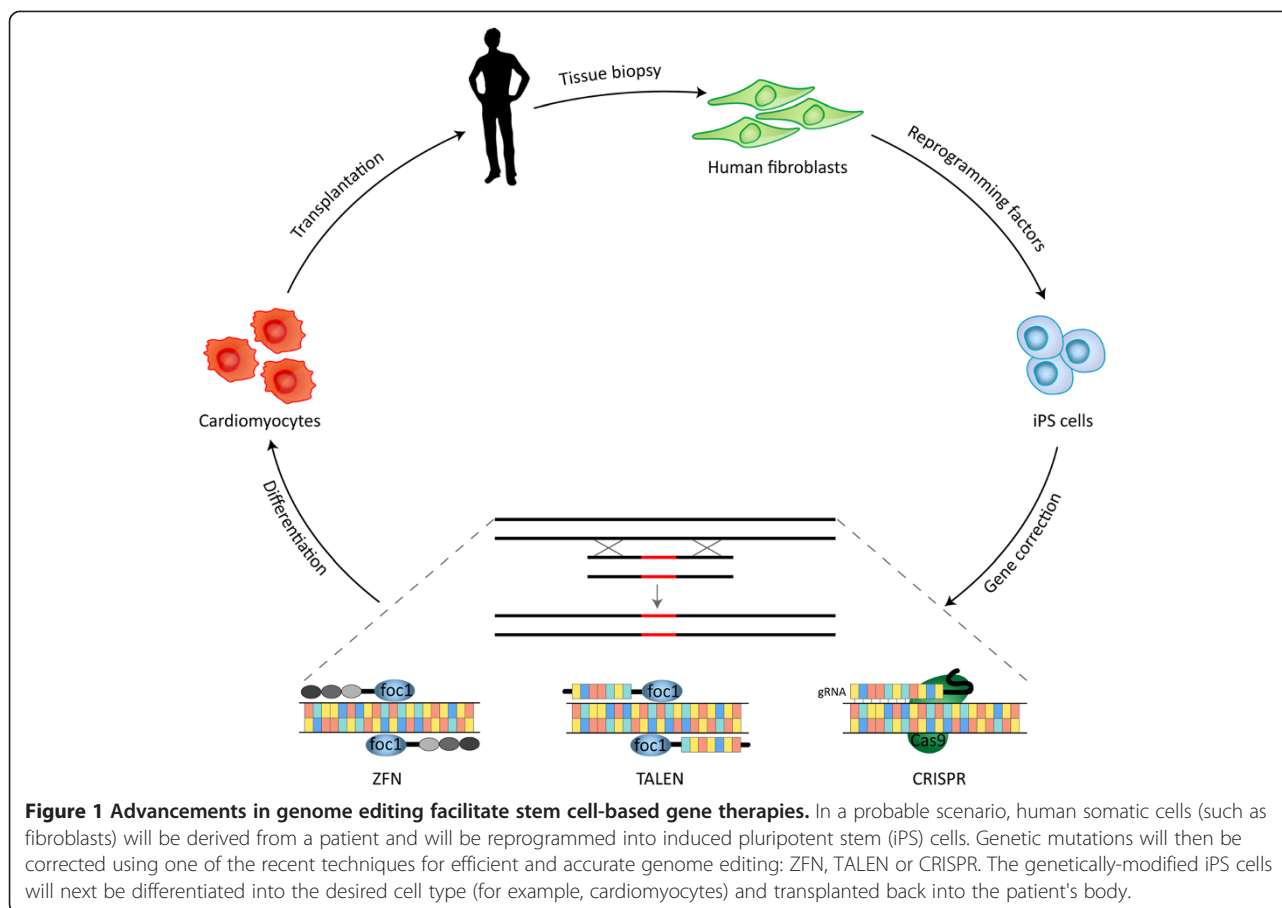 Tissue biopsy
Human fibroblasts
Reprogramming factors
Transplantation
iPS cells
Cardiomyocytes
Gene correction
Differentiation
foc1
foc1
gRNA
foc1
foc1
Cas9
ZFN
TALEN
CRISPR
Figure 1 Advancements in genome editing facilitate stem cell-based gene therapies. In a probable scenario, human somatic cells (such as
fibroblasts) will be derived from a patient and will be reprogrammed into induced pluripotent stem (iPS) cells. Genetic mutations will then be
corrected using one of the recent techniques for efficient and accurate genome editing: ZFN, TALEN or CRISPR. The genetically-modified iPS cells
will next be differentiated into the desired cell type (for example, cardiomyocytes) and transplanted back into the patient's body.